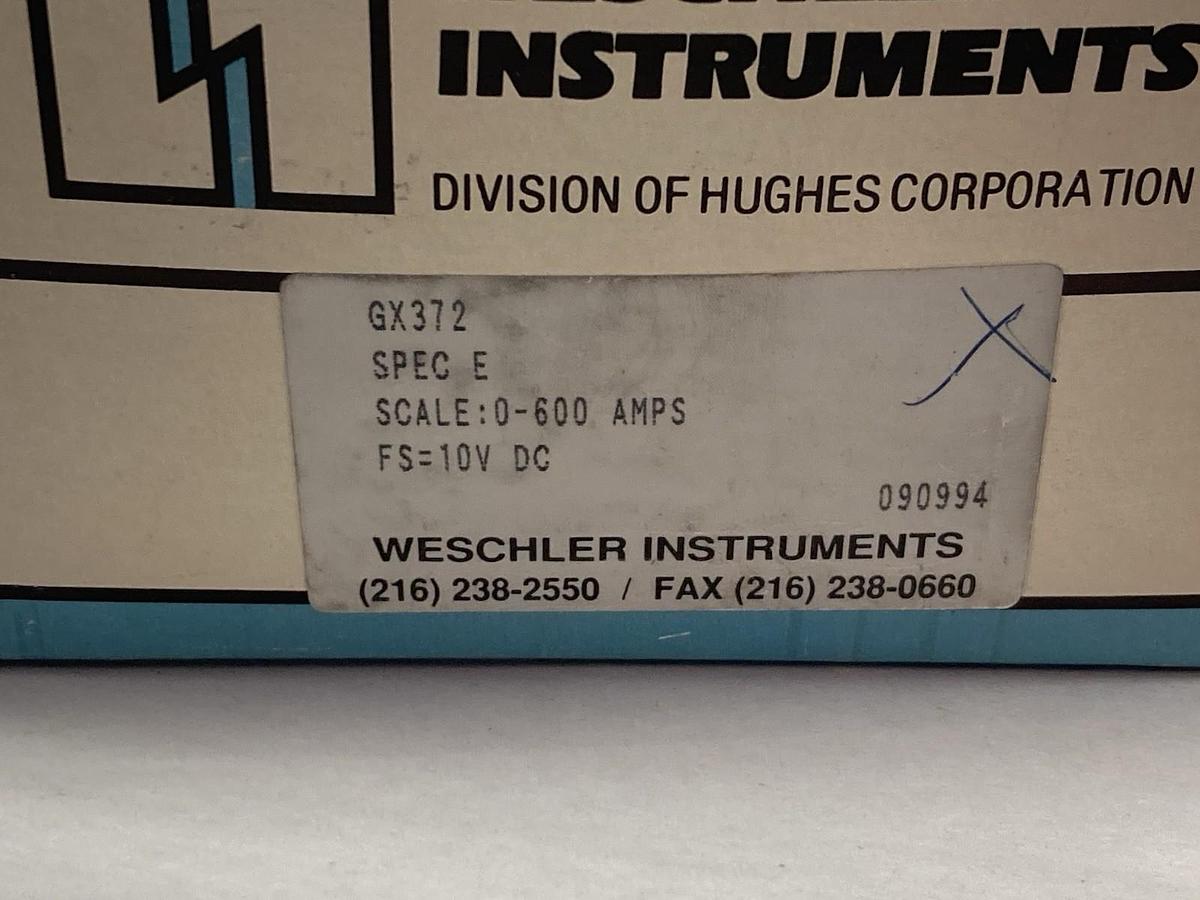 INSTRUMENTS
DIVISION OF HUGHES CORPORATION
GX372
SPEC E
SCALE:0-600 AMPS
FS=10V DC
090994
WESCHLER INSTRUMENTS
(216) 238-2550 / FAX (216) 238-0660